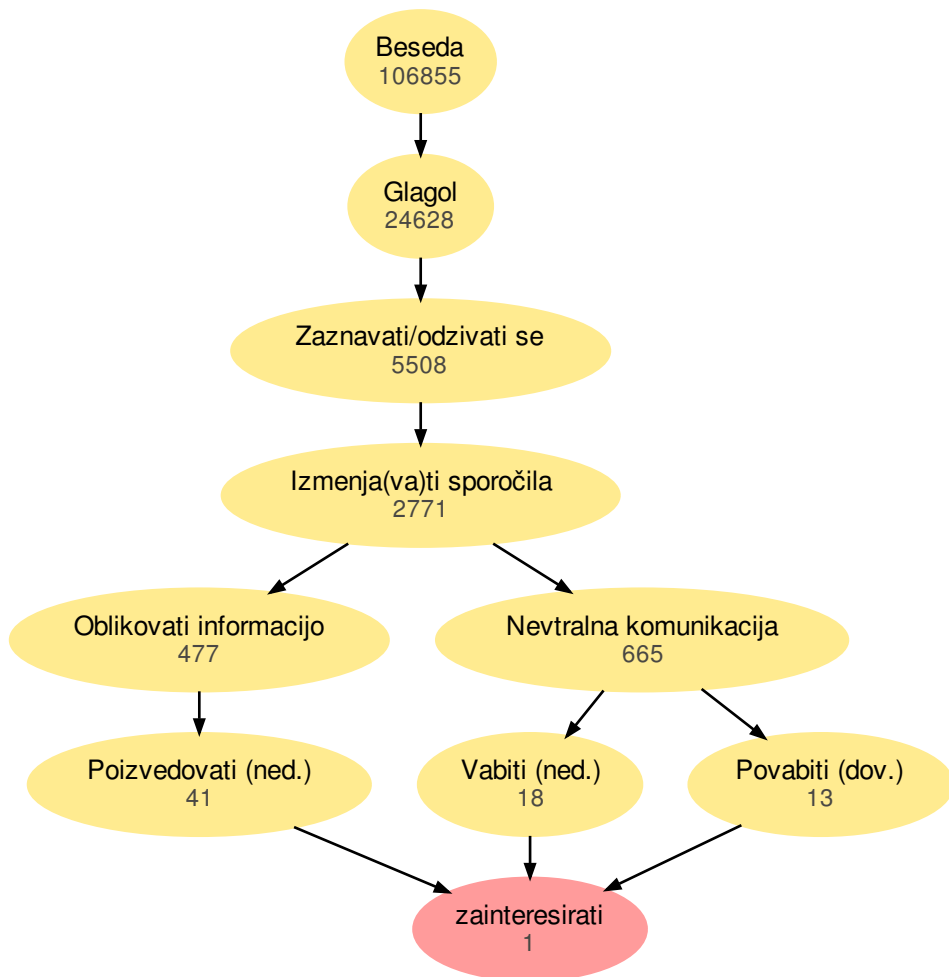 Beseda
106855
Glagol
24628
Zaznavati/odzivati se
5508
Izmenja(va)ti sporočila
2771
Oblikovati informacijo
477
Nevtralna komunikacija
665
Poizvedovati (ned.)
41
Vabiti (ned.)
18
Povabiti (dov.)
13
zainteresirati
1